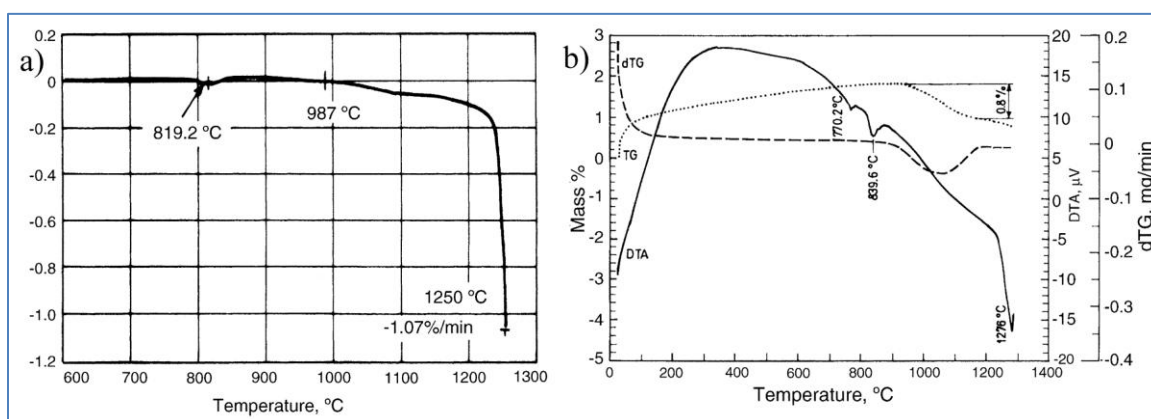 a)
0.2
0
-0.2
-0.4
-0.6
-0.8
-1.0
-1.2
819.2 °C
987 °C
1250 °C
-1.07%/min
600 700 800 900 1000 1100 1200 1300
Temperature, °C
b)
Mass %
5
4
3
2
1
0
-1
-2
-3
-4
-5
dTG
TG
DTA
770.2°C
839.6 °C
1276 °C
0.8%
0 200 400 600 800 1000 1200 1400
Temperature, °C
DTA, µV
20
15
10
5
0
-5
-10
-15
-20
dTG, mg/min
0.2
0.1
0
-0.1
-0.2
-0.3
-0.4